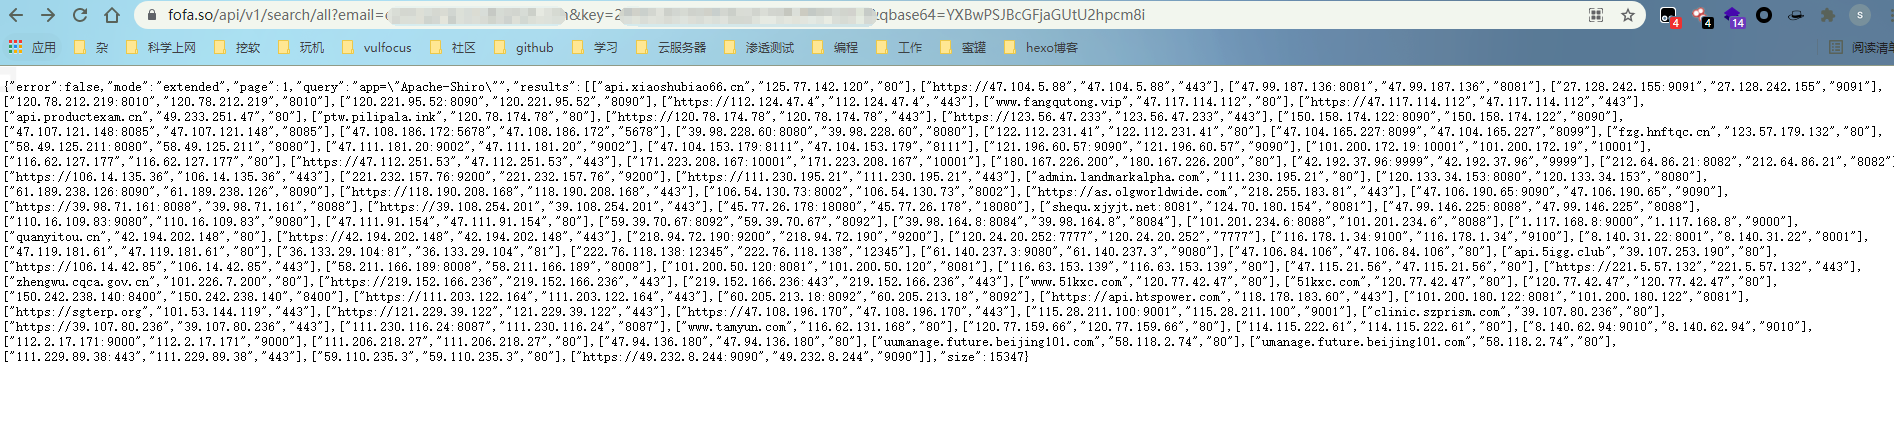 fofa.so/api/v1/search/all?email=c n&key=2 qbase64=YXBwPSJBcGFjaGUtU2hpcm8i
4 4 14 S
应用 杂 科学上网 挖软 玩机 vulfocus 社区 github 学习 云服务器 渗透测试 编程 工作 蜜罐 hexo博客 阅读清单
{"error":false,"mode":"extended","page":1,"query":"app=\"Apache-Shiro\"","results":[["api.xiaoshubiao66.cn","125.77.142.120","80"],["https://47.104.5.88","47.104.5.88","443"],["47.99.187.136:8081","47.99.187.136","8081"],["27.128.242.155:9091","27.128.242.155","9091"],
["120.78.212.219:8010","120.78.212.219","8010"],["120.221.95.52:8090","120.221.95.52","8090"],["https://112.124.47.4","112.124.47.4","443"],["www.fangqutong.vip","47.117.114.112","80"],["https://47.117.114.112","47.117.114.112","443"],
["api.productexam.cn","49.233.251.47","80"],["ptw.pilipala.ink","120.78.174.78","80"],["https://120.78.174.78","120.78.174.78","443"],["https://123.56.47.233","123.56.47.233","443"],["150.158.174.122:8090","150.158.174.122","8090"],
["47.107.121.148:8085","47.107.121.148","8085"],["47.108.186.172:5678","47.108.186.172","5678"],["39.98.228.60:8080","39.98.228.60","8080"],["122.112.231.41","122.112.231.41","80"],["47.104.165.227:8099","47.104.165.227","8099"],["fzg.hnftqc.cn","123.57.179.132","80"],
["58.49.125.211:8080","58.49.125.211","8080"],["47.111.181.20:9002","47.111.181.20","9002"],["47.104.153.179:8111","47.104.153.179","8111"],["121.196.60.57:9090","121.196.60.57","9090"],["101.200.172.19:10001","101.200.172.19","10001"],
["116.62.127.177","116.62.127.177","80"],["https://47.112.251.53","47.112.251.53","443"],["171.223.208.167:10001","171.223.208.167","10001"],["180.167.226.200","180.167.226.200","80"],["42.192.37.96:9999","42.192.37.96","9999"],["212.64.86.21:8082","212.64.86.21","8082"]
["https://106.14.135.36","106.14.135.36","443"],["221.232.157.76:9200","221.232.157.76","9200"],["https://111.230.195.21","111.230.195.21","443"],["admin.landmarkalpha.com","111.230.195.21","80"],["120.133.34.153:8080","120.133.34.153","8080"],
["61.189.238.126:8090","61.189.238.126","8090"],["https://118.190.208.168","118.190.208.168","443"],["106.54.130.73:8002","106.54.130.73","8002"],["https://as.olgworldwide.com","218.255.183.81","443"],["47.106.190.65:9090","47.106.190.65","9090"],
["https://39.98.71.161:8088","39.98.71.161","8088"],["https://39.108.254.201","39.108.254.201","443"],["45.77.26.178:18080","45.77.26.178","18080"],["shequ.xjyjt.net:8081","124.70.180.154","8081"],["47.99.146.225:8088","47.99.146.225","8088"],
["110.16.109.83:9080","110.16.109.83","9080"],["47.111.91.154","47.111.91.154","80"],["59.39.70.67:8092","59.39.70.67","8092"],["39.98.164.8:8084","39.98.164.8","8084"],["101.201.234.6:8088","101.201.234.6","8088"],["1.117.168.8:9000","1.117.168.8","9000"],
["quanyitou.cn","42.194.202.148","80"],["https://42.194.202.148","42.194.202.148","443"],["218.94.72.190:9200","218.94.72.190","9200"],["120.24.20.252:7777","120.24.20.252","7777"],["116.178.1.34:9100","116.178.1.34","9100"],["8.140.31.22:8001","8.140.31.22","8001"],
["47.119.181.61","47.119.181.61","80"],["36.133.29.104:81","36.133.29.104","81"],["222.76.118.138:12345","222.76.118.138","12345"],["61.140.237.3:9080","61.140.237.3","9080"],["47.106.84.106","47.106.84.106","80"],["api.5igg.club","39.107.253.190","80"],
["https://106.14.42.85","106.14.42.85","443"],["58.211.166.189:8008","58.211.166.189","8008"],["101.200.50.120:8081","101.200.50.120","8081"],["116.63.153.139","116.63.153.139","80"],["47.115.21.56","47.115.21.56","80"],["https://221.5.57.132","221.5.57.132","443"],
["zhengwu.cqca.gov.cn","101.226.7.200","80"],["https://219.152.166.236","219.152.166.236","443"],["219.152.166.236:443","219.152.166.236","443"],["www.51kxc.com","120.77.42.47","80"],["51kxc.com","120.77.42.47","80"],["120.77.42.47","120.77.42.47","80"],
["150.242.238.140:8400","150.242.238.140","8400"],["https://111.203.122.164","111.203.122.164","443"],["60.205.213.18:8092","60.205.213.18","8092"],["https://api.htspower.com","118.178.183.60","443"],["101.200.180.122:8081","101.200.180.122","8081"],
["https://sgterp.org","101.53.144.119","443"],["https://121.229.39.122","121.229.39.122","443"],["https://47.108.196.170","47.108.196.170","443"],["115.28.211.100:9001","115.28.211.100","9001"],["clinic.szprism.com","39.107.80.236","80"],
["https://39.107.80.236","39.107.80.236","443"],["111.230.116.24:8087","111.230.116.24","8087"],["www.tamyun.com","116.62.131.168","80"],["120.77.159.66","120.77.159.66","80"],["114.115.222.61","114.115.222.61","80"],["8.140.62.94:9010","8.140.62.94","9010"],
["112.2.17.171:9000","112.2.17.171","9000"],["111.206.218.27","111.206.218.27","80"],["47.94.136.180","47.94.136.180","80"],["uumanage.future.beijing101.com","58.118.2.74","80"],["umanage.future.beijing101.com","58.118.2.74","80"],
["111.229.89.38:443","111.229.89.38","443"],["59.110.235.3","59.110.235.3","80"],["https://49.232.8.244:9090","49.232.8.244","9090"]],"size":15347}